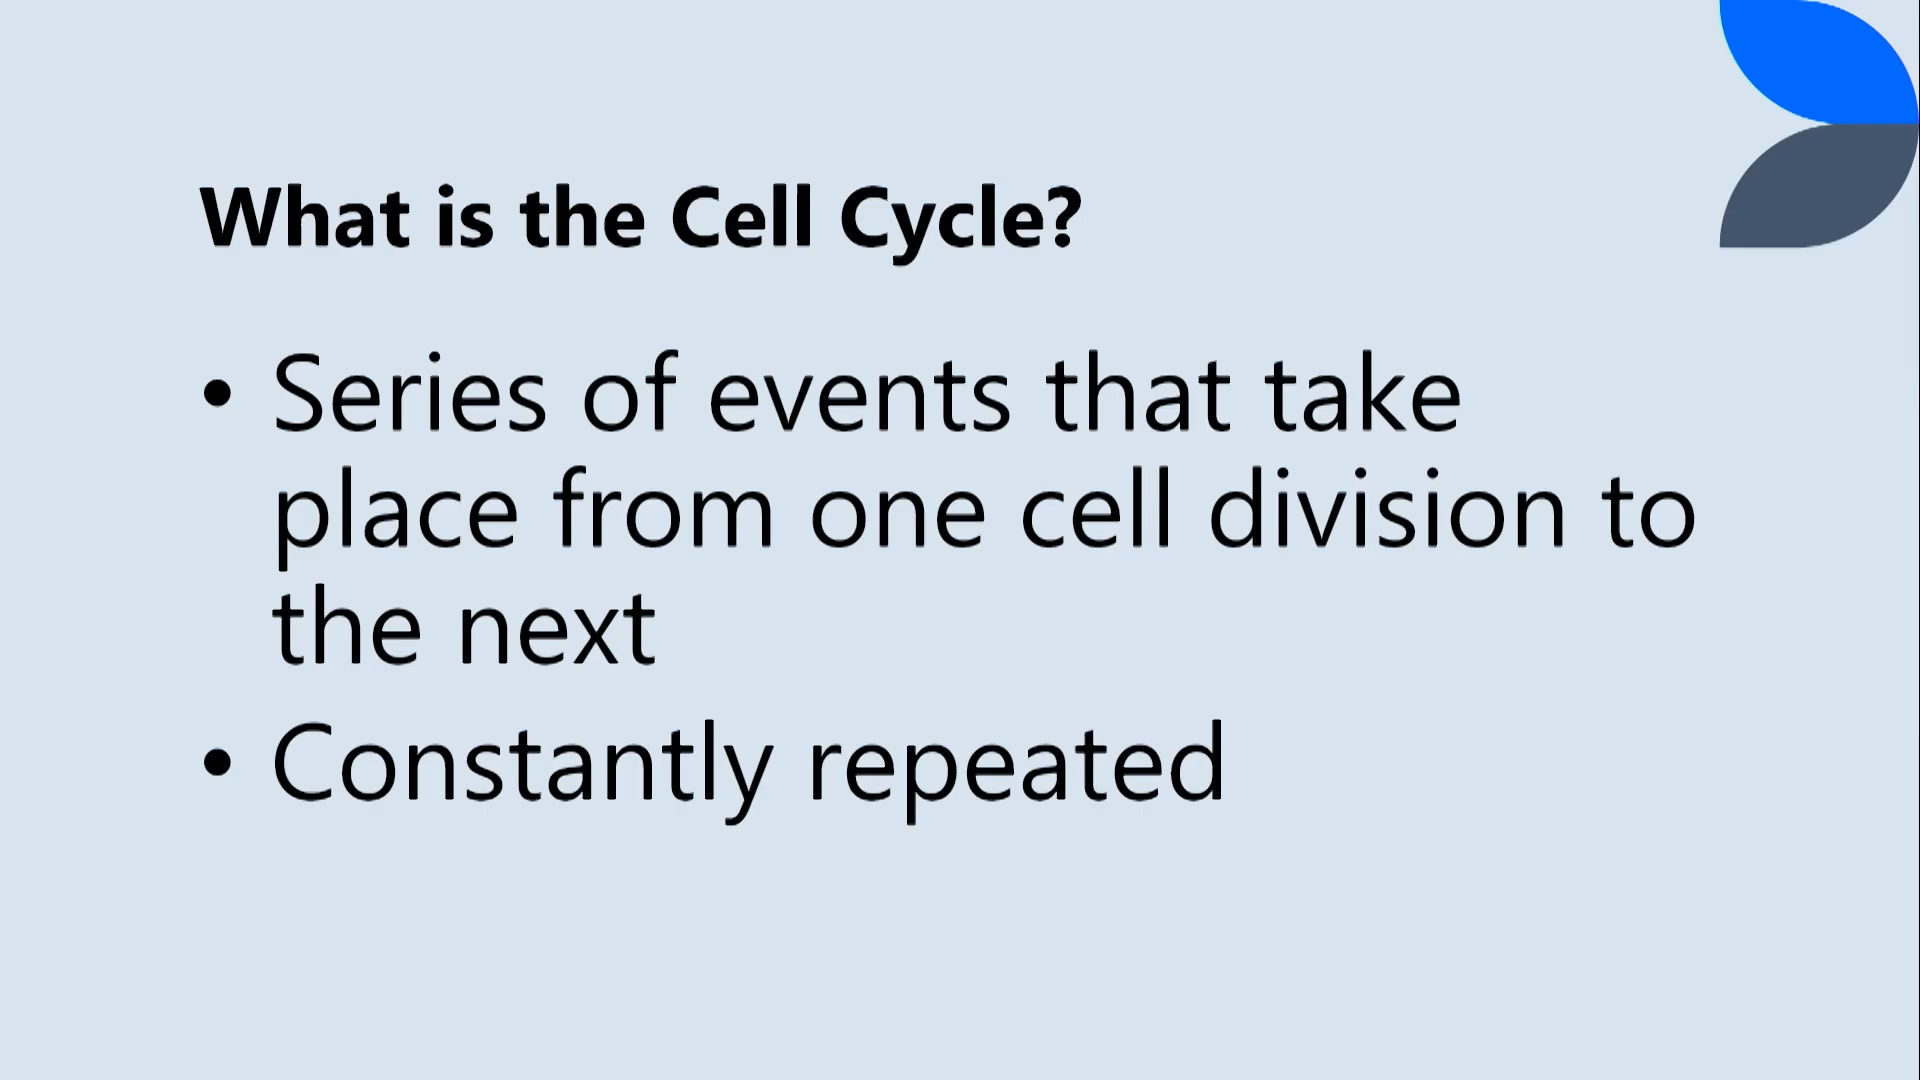 What is the Cell Cycle?
• Series of events that take
place from one cell division to
the next
• Constantly repeated